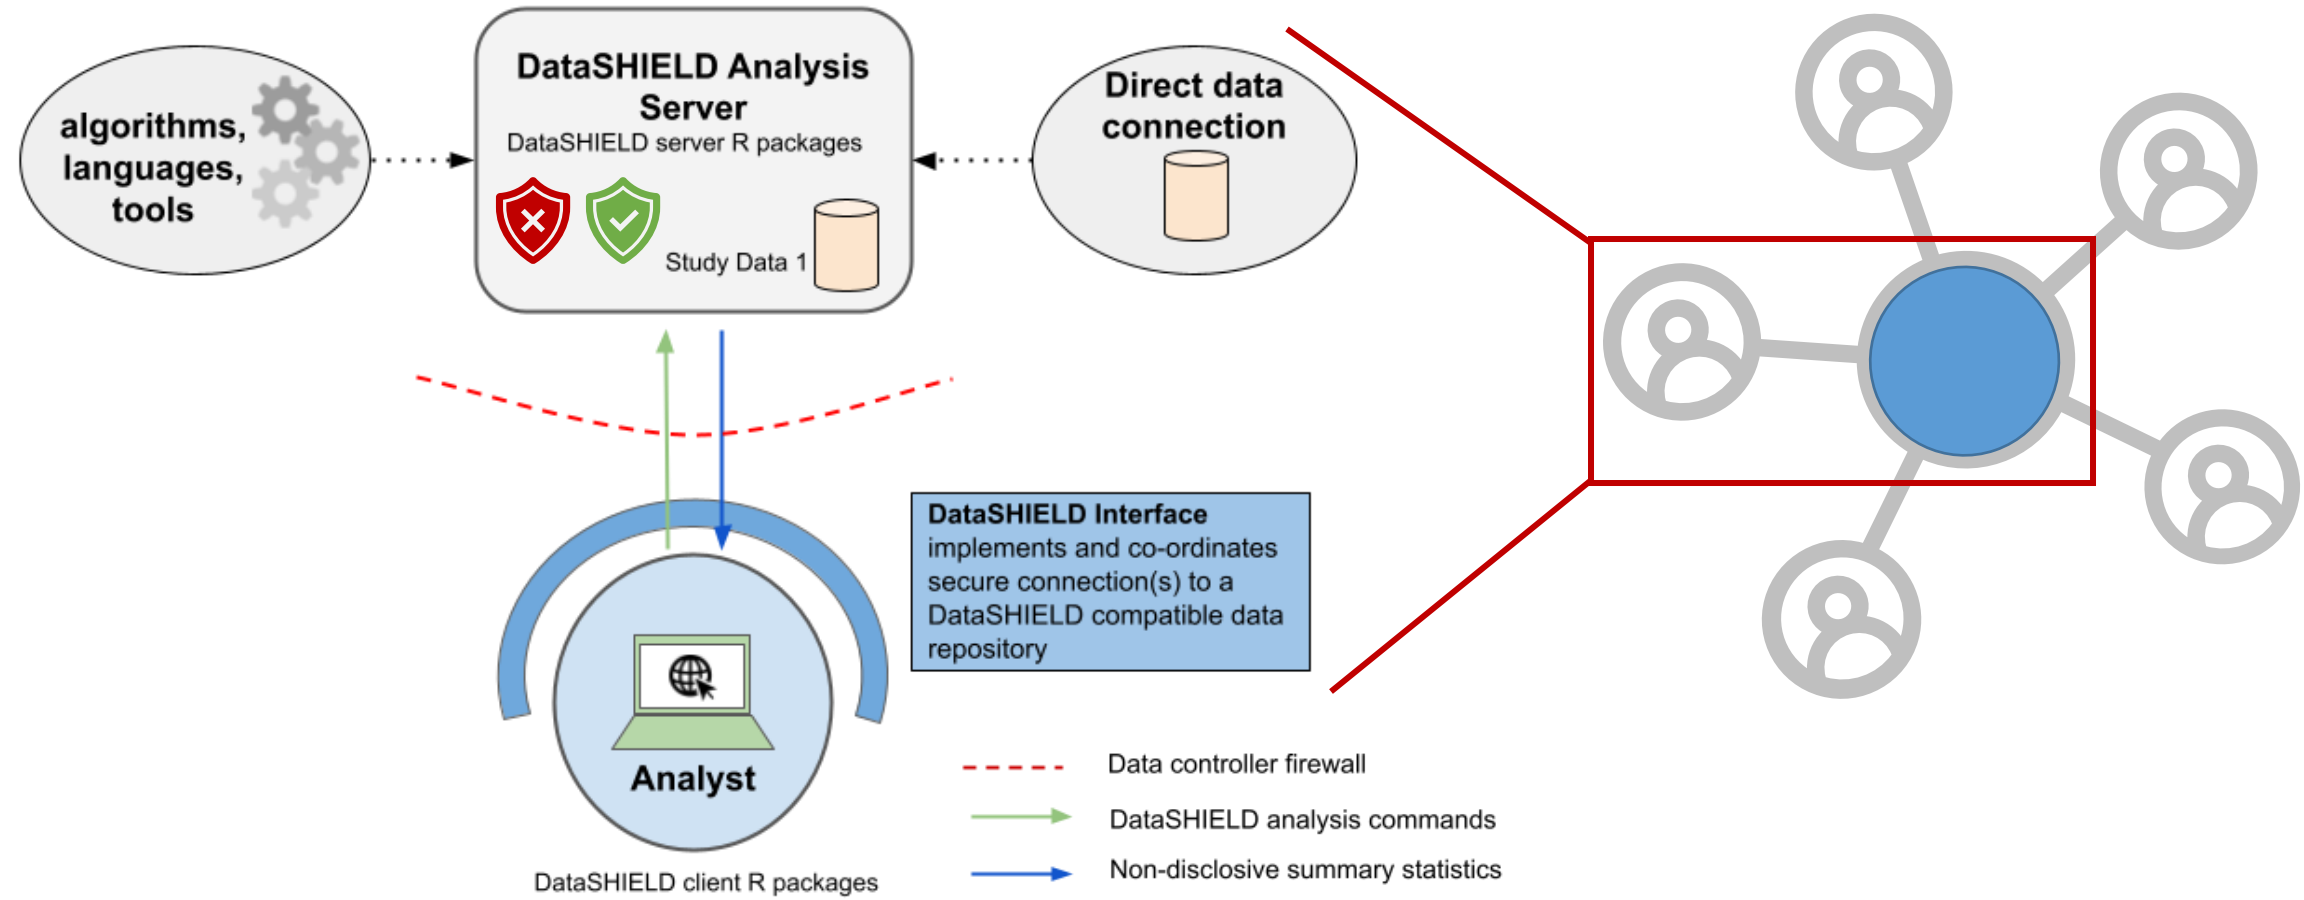 algorithms,
languages,
tools
DataSHIELD Analysis
Server
DataSHIELD server R packages
Study Data 1
Direct data
connection
DataSHIELD Interface
implements and co-ordinates
secure connection(s) to a
DataSHIELD compatible data
repository
Analyst
DataSHIELD client R packages
Data controller firewall
DataSHIELD analysis commands
Non-disclosive summary statistics